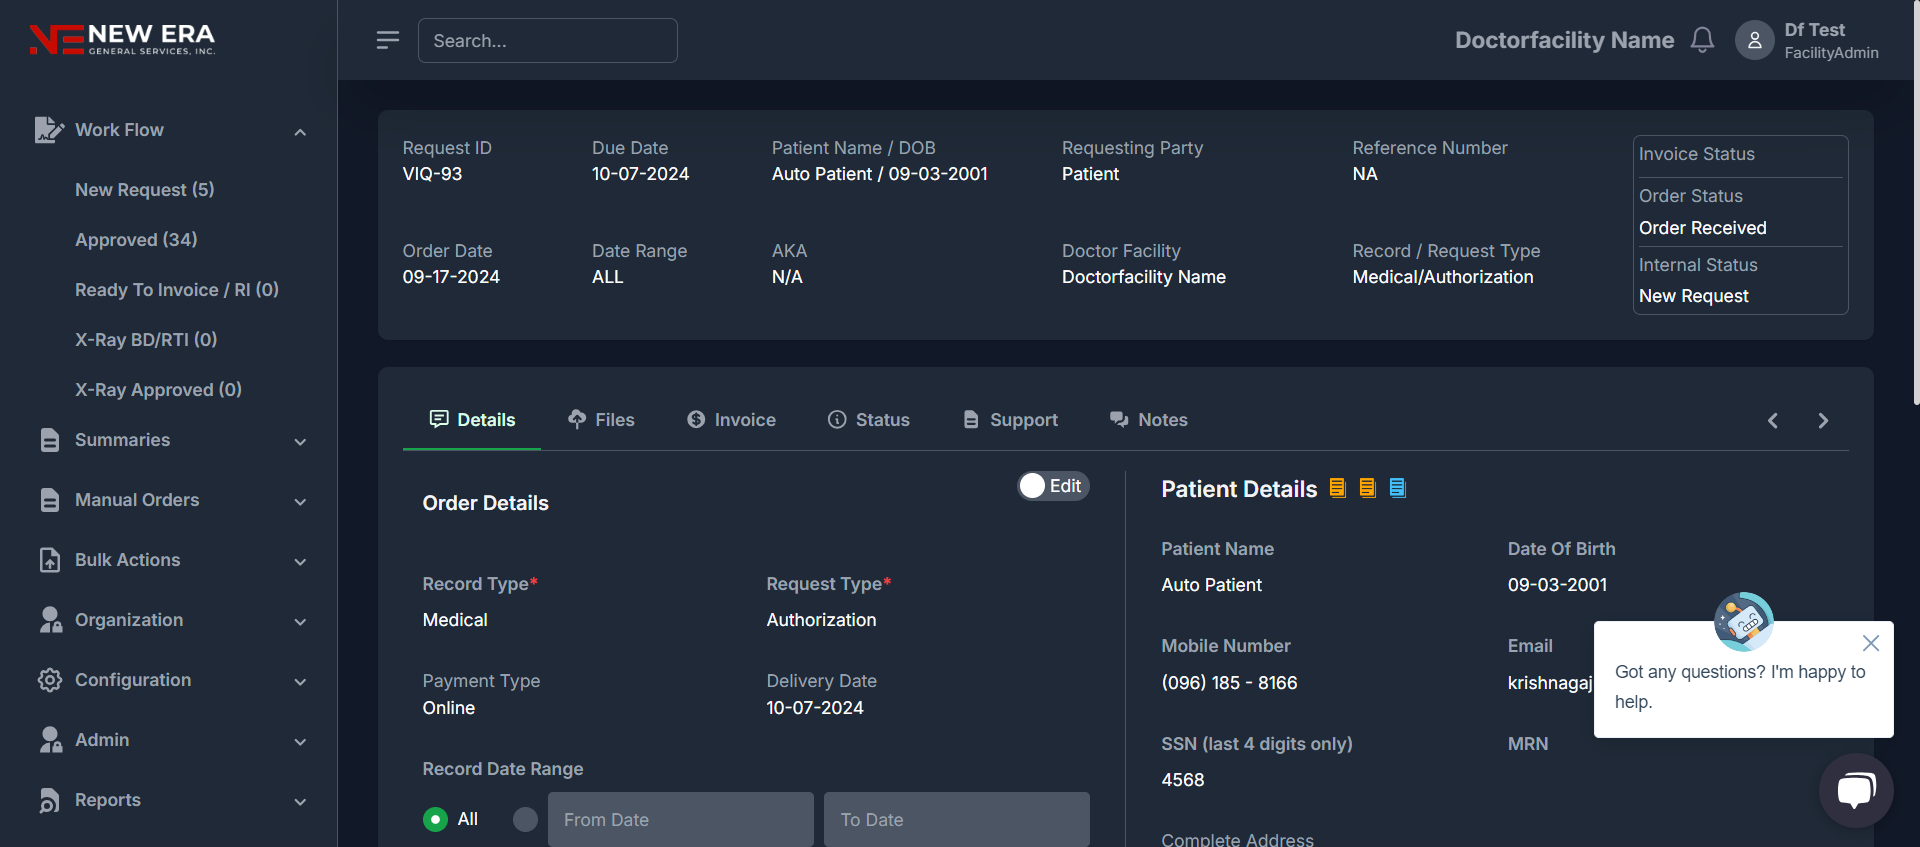 NEW ERA
GENERAL SERVICES, INC.
Search...
Doctorfacility Name
Df Test
FacilityAdmin
Work Flow
New Request (5)
Approved (34)
Ready To Invoice / RI (0)
X-Ray BD/RTI (0)
X-Ray Approved (0)
Summaries
Manual Orders
Bulk Actions
Organization
Configuration
Admin
Reports
Request ID
VIQ-93
Due Date
10-07-2024
Patient Name / DOB
Auto Patient / 09-03-2001
Requesting Party
Patient
Reference Number
NA
Order Date
09-17-2024
Date Range
ALL
AKA
N/A
Doctor Facility
Doctorfacility Name
Record / Request Type
Medical/Authorization
Invoice Status
Order Status
Order Received
Internal Status
New Request
Details
Files
Invoice
Status
Support
Notes
Order Details
Edit
Record Type*
Medical
Request Type*
Authorization
Payment Type
Online
Delivery Date
10-07-2024
Record Date Range
All
From Date
To Date
Patient Details
Patient Name
Auto Patient
Date Of Birth
09-03-2001
Mobile Number
(096) 185 - 8166
Email
krishnagaj
SSN (last 4 digits only)
4568
MRN
Complete Address
Got any questions? I'm happy to
help.